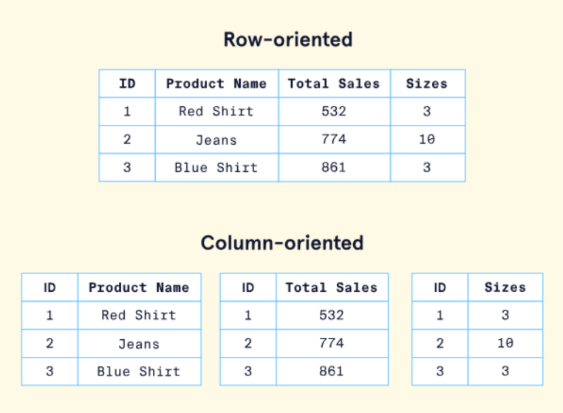 Row-oriented
ID Product Name Total Sales Sizes
1 Red Shirt 532 3
2 Jeans 774 10
3 Blue Shirt 861 3
Column-oriented
ID Product Name ID Total Sales ID Sizes
1 Red Shirt 1 532 1 3
2 Jeans 2 774 2 10
3 Blue Shirt 3 861 3 3